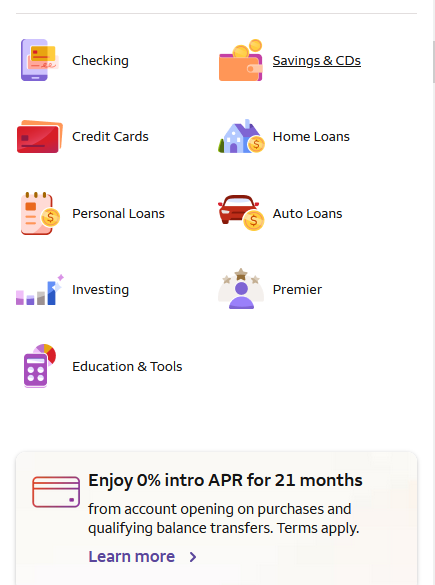 Checking
Savings & CDs
Credit Cards
Home Loans
Personal Loans
Auto Loans
Investing
Premier
Education & Tools
Enjoy 0% intro APR for 21 months
from account opening on purchases and
qualifying balance transfers. Terms apply.
Learn more